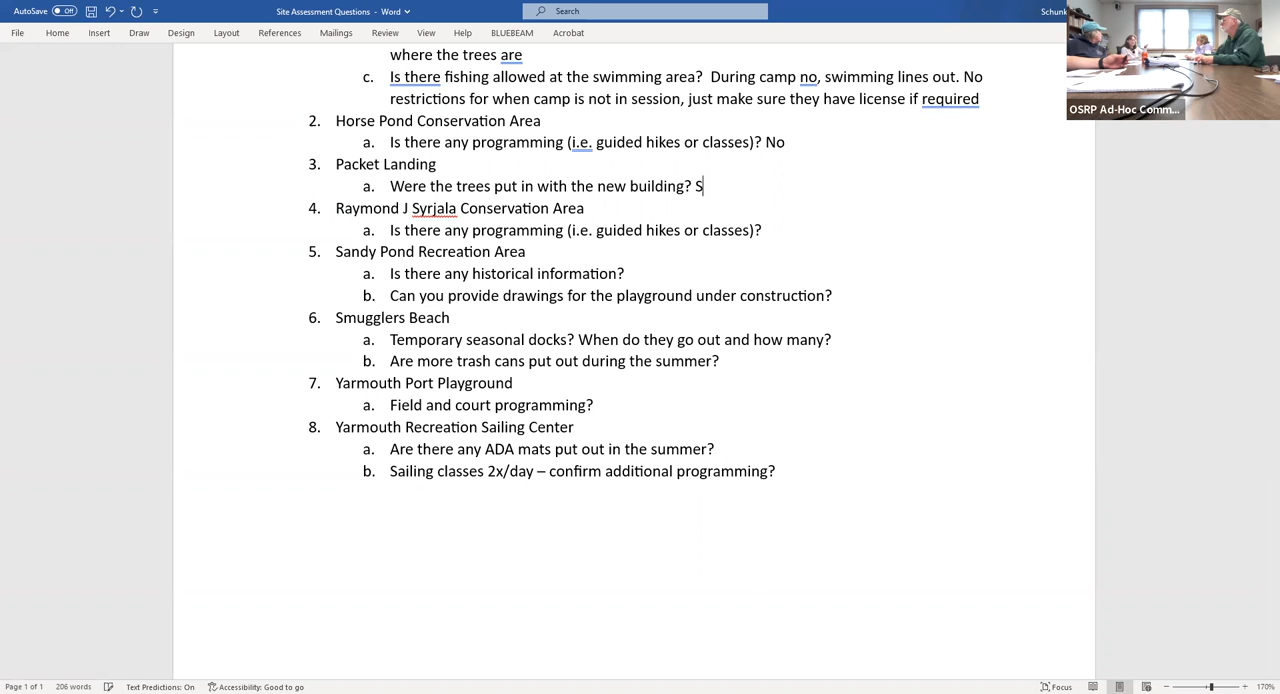 AutoSave Off Site Assessment Questions - Word Search Schunk
File Home Insert Draw Design Layout References Mailings Review View Help BLUEBEAM Acrobat
OSRP Ad-Hoc Comm...
where the trees are
c. Is there fishing allowed at the swimming area? During camp no, swimming lines out. No
restrictions for when camp is not in session, just make sure they have license if required
2. Horse Pond Conservation Area
a. Is there any programming (i.e. guided hikes or classes)? No
3. Packet Landing
a. Were the trees put in with the new building? S
4. Raymond J Syrjala Conservation Area
a. Is there any programming (i.e. guided hikes or classes)?
5. Sandy Pond Recreation Area
a. Is there any historical information?
b. Can you provide drawings for the playground under construction?
6. Smugglers Beach
a. Temporary seasonal docks? When do they go out and how many?
b. Are more trash cans put out during the summer?
7. Yarmouth Port Playground
a. Field and court programming?
8. Yarmouth Recreation Sailing Center
a. Are there any ADA mats put out in the summer?
b. Sailing classes 2x/day – confirm additional programming?
Page 1 of 1 206 words Text Predictions: On Accessibility: Good to go Focus 170%